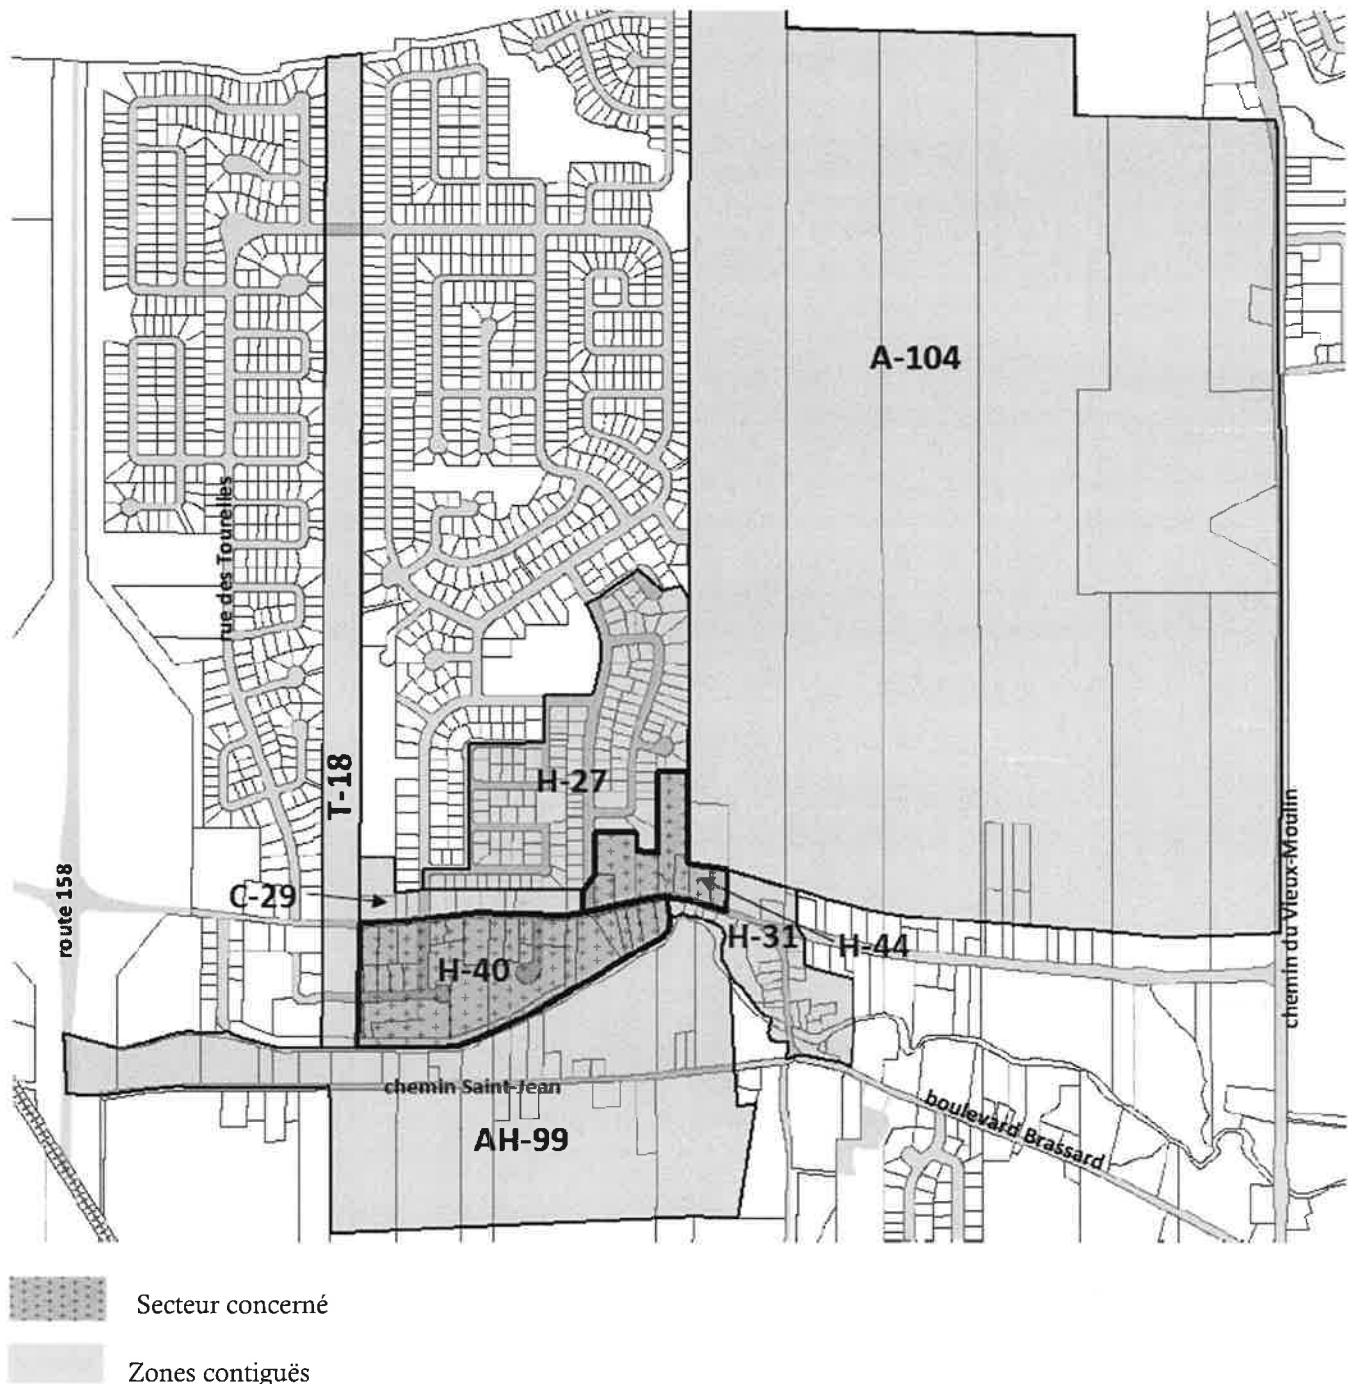 A-104
rue des Tourelles
T-18
H-27
chemin du Vieux-Moulin
route 158
C-29
H-31
H-44
H-40
chemin Saint-Jean
boulevard Brassard
AH-99
Secteur concerné
Zones contiguës